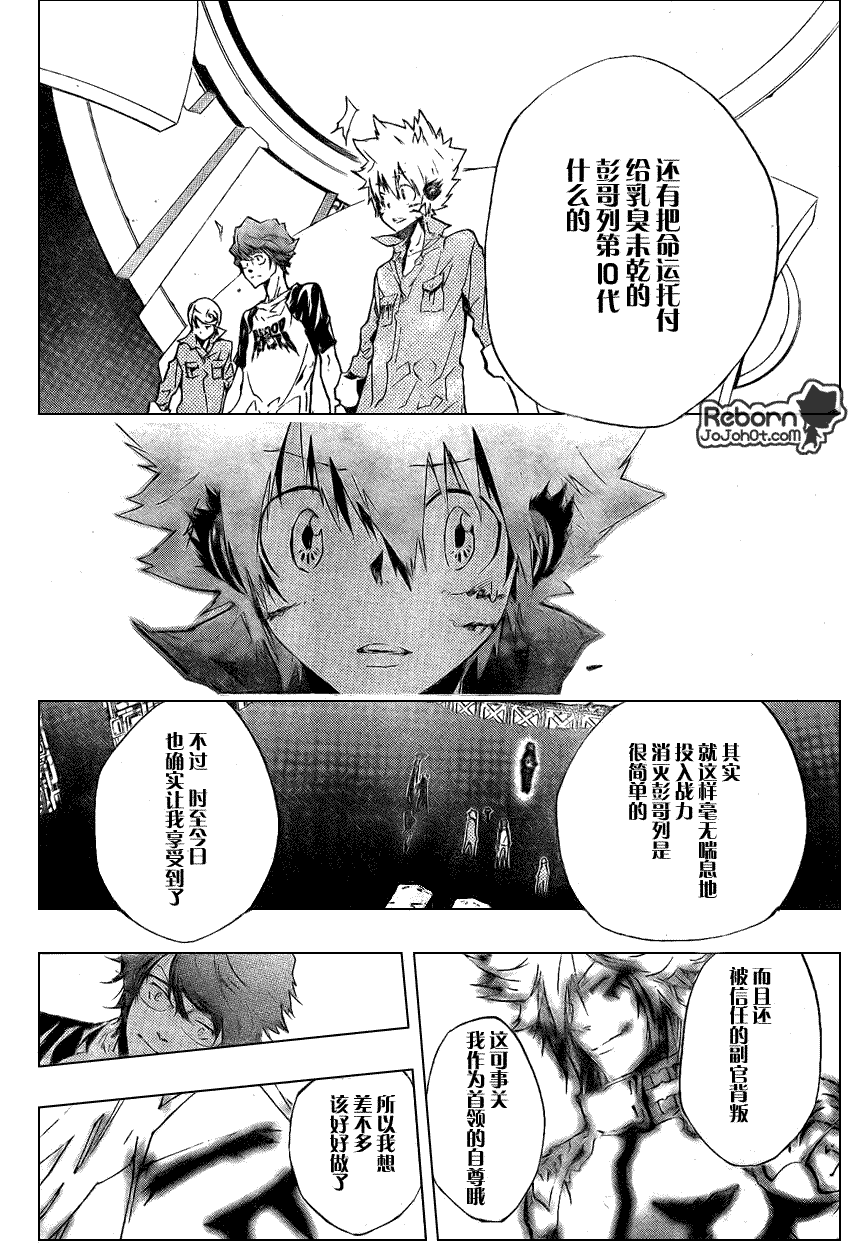 还有把命运托付
给乳臭未乾的
彭哥列第10代
什么的
BLOOD
Reborn
JoJoHOt.com
其实
就这样毫无喘息地
投入战力
消灭彭哥列是
很简单的
不过 时至今日
也确实让我享受到了
而且还
被信任的副官背叛
这可事关
我作为首领的自尊哦
所以我想
差不多
该好好做了